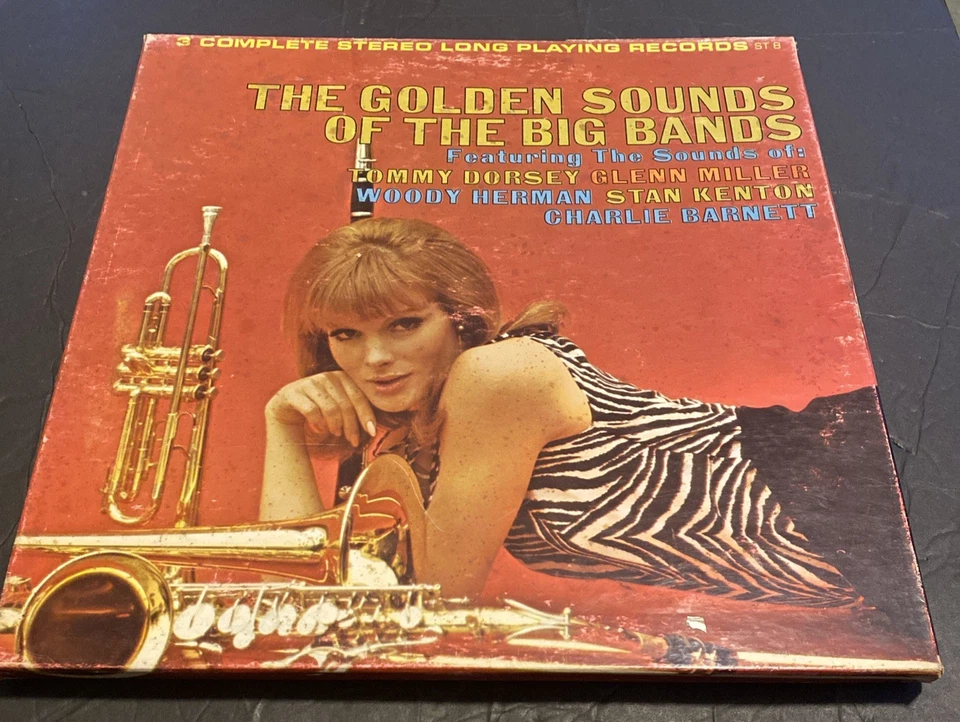 3 COMPLETE STEREO LONG PLAYING RECORDS ST 8
THE GOLDEN SOUNDS
OF THE BIG BANDS
Featuring The Sounds of:
TOMMY DORSEY GLENN MILLER
WOODY HERMAN STAN KENTON
CHARLIE BARNETT